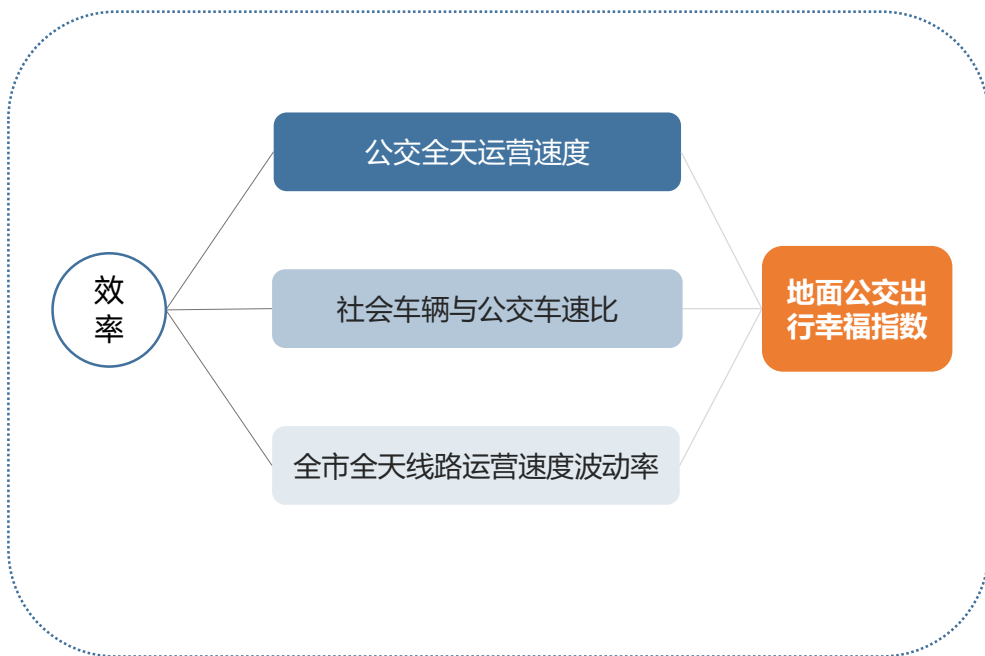 公交全天运营速度
效
率
社会车辆与公交车速比
地面公交出
行幸福指数
全市全天线路运营速度波动率